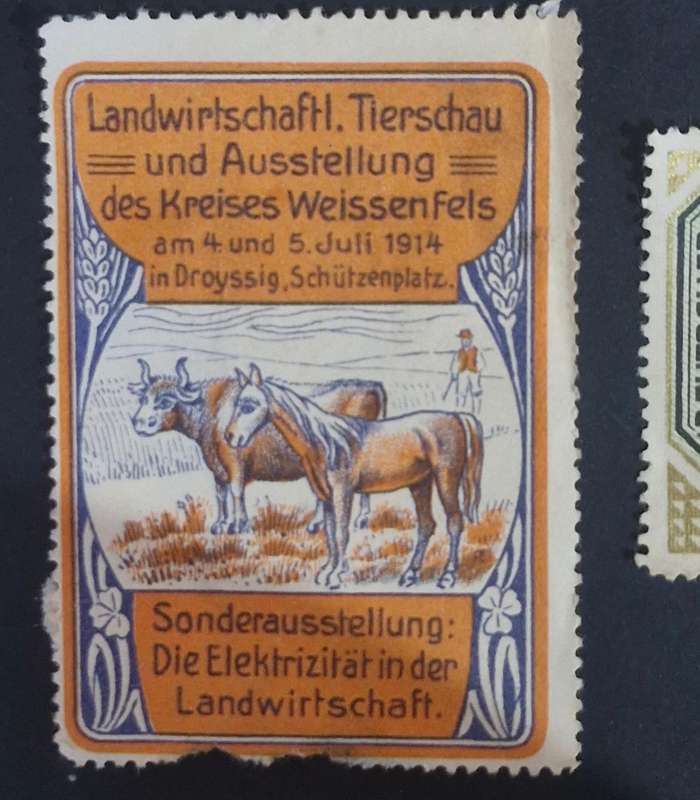 Landwirtschaftl. Tierschau
und Ausstellung
des Kreises Weissenfels
am 4. und 5. Juli 1914
in Droyssig, Schützenplatz.
Sonderausstellung:
Die Elektrizität in der
Landwirtschaft.